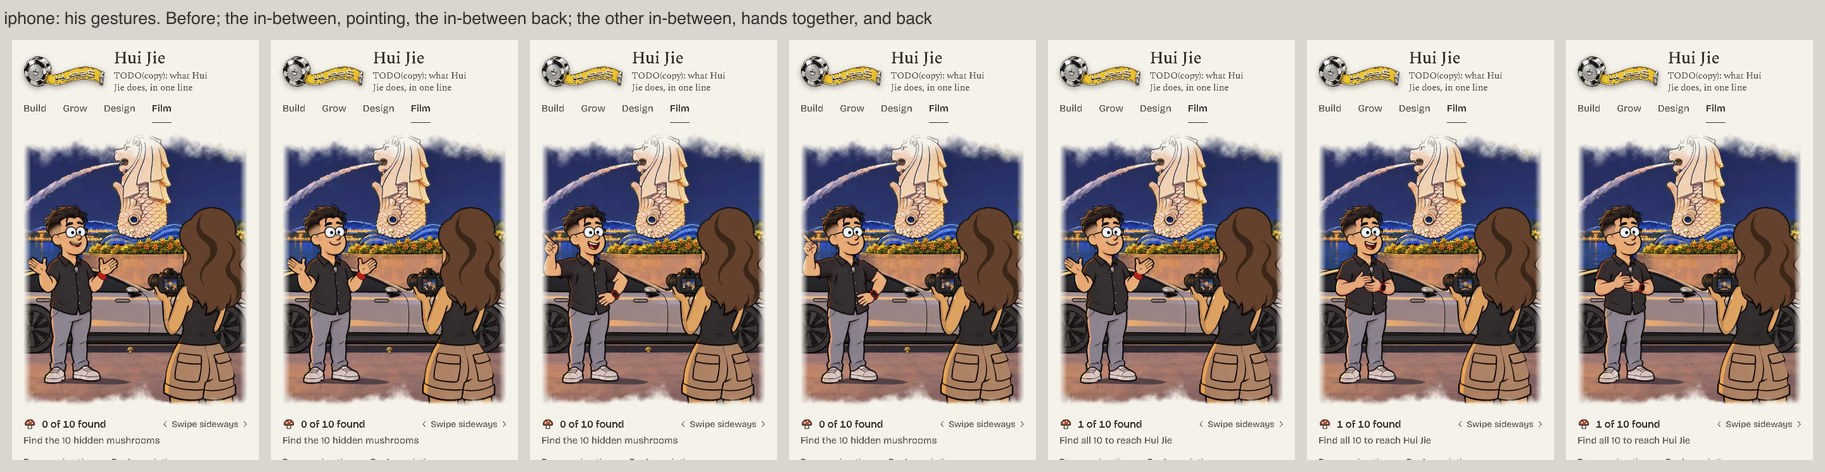 iphone: his gestures. Before; the in-between, pointing, the in-between back; the other in-between, hands together, and back
Hui Jie
TODO(copy): what Hui
Jie does, in one line
Build Grow Design Film
0 of 10 found
Swipe sideways
Find the 10 hidden mushrooms
Hui Jie
TODO(copy): what Hui
Jie does, in one line
Build Grow Design Film
0 of 10 found
Swipe sideways
Find the 10 hidden mushrooms
Hui Jie
TODO(copy): what Hui
Jie does, in one line
Build Grow Design Film
0 of 10 found
Swipe sideways
Find the 10 hidden mushrooms
Hui Jie
TODO(copy): what Hui
Jie does, in one line
Build Grow Design Film
0 of 10 found
Swipe sideways
Find the 10 hidden mushrooms
Hui Jie
TODO(copy): what Hui
Jie does, in one line
Build Grow Design Film
1 of 10 found
Swipe sideways
Find all 10 to reach Hui Jie
Hui Jie
TODO(copy): what Hui
Jie does, in one line
Build Grow Design Film
1 of 10 found
Swipe sideways
Find all 10 to reach Hui Jie
Hui Jie
TODO(copy): what Hui
Jie does, in one line
Build Grow Design Film
1 of 10 found
Swipe sideways
Find all 10 to reach Hui Jie